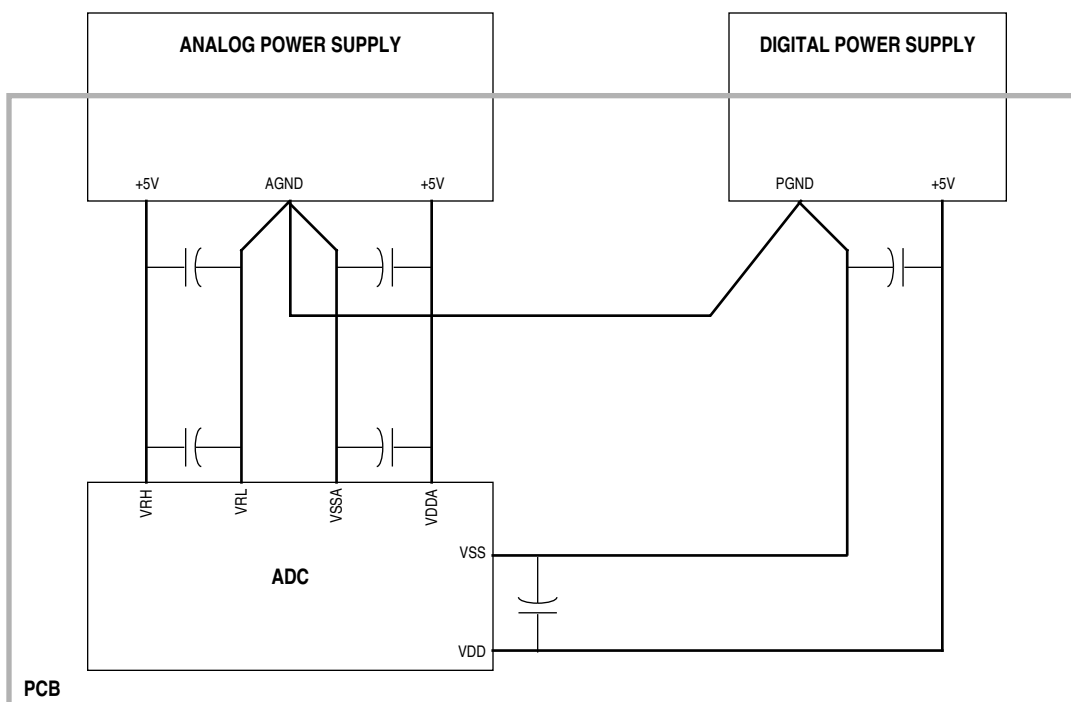 ANALOG POWER SUPPLY
DIGITAL POWER SUPPLY
+5V
AGND
+5V
PGND
+5V
VRH
VRL
VSSA
VDDA
VSS
ADC
VDD
PCB